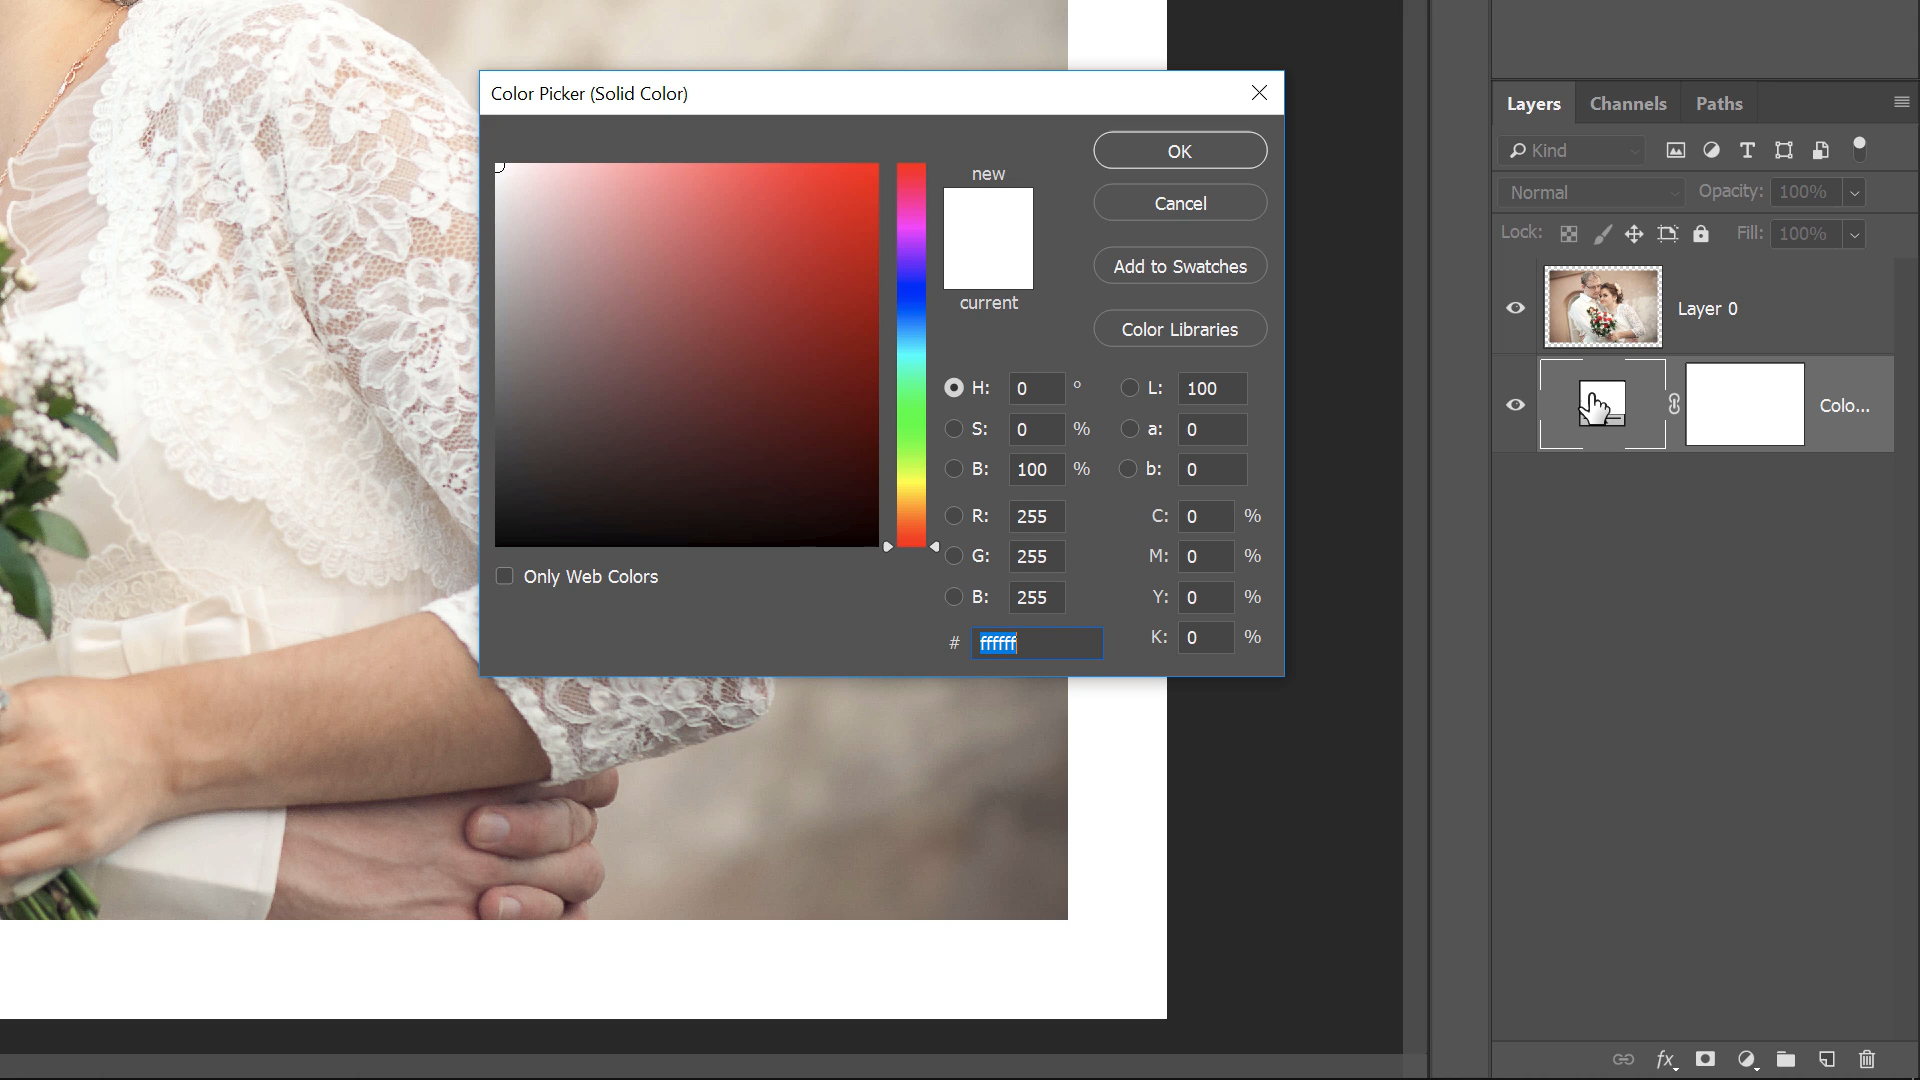 Color Picker (Solid Color)
new
current
OK
Cancel
Add to Swatches
Color Libraries
H: 0 °
L: 100
S: 0 %
a: 0
B: 100 %
b: 0
R: 255
C: 0 %
G: 255
M: 0 %
B: 255
Y: 0 %
# ffffff
K: 0 %
Only Web Colors
Layers Channels Paths
Kind
Normal Opacity: 100%
Lock: Fill: 100%
Layer 0
Colo...
fx